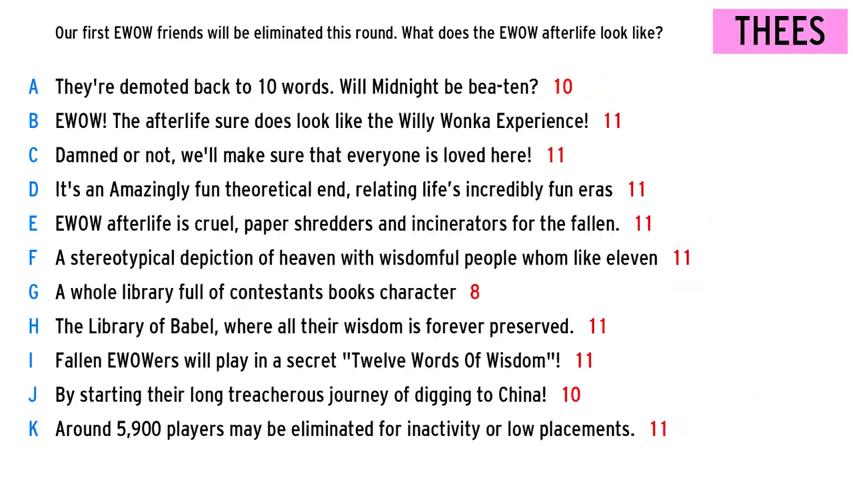 Our first EWOW friends will be eliminated this round. What does the EWOW afterlife look like?
THEES
A They're demoted back to 10 words. Will Midnight be bea-ten? 10
B EWOW! The afterlife sure does look like the Willy Wonka Experience! 11
C Damned or not, we'll make sure that everyone is loved here! 11
D It's an Amazingly fun theoretical end, relating life's incredibly fun eras 11
E EWOW afterlife is cruel, paper shredders and incinerators for the fallen. 11
F A stereotypical depiction of heaven with wisdomful people whom like eleven 11
G A whole library full of contestants books character 8
H The Library of Babel, where all their wisdom is forever preserved. 11
I Fallen EWOWers will play in a secret "Twelve Words Of Wisdom"! 11
J By starting their long treacherous journey of digging to China! 10
K Around 5,900 players may be eliminated for inactivity or low placements. 11